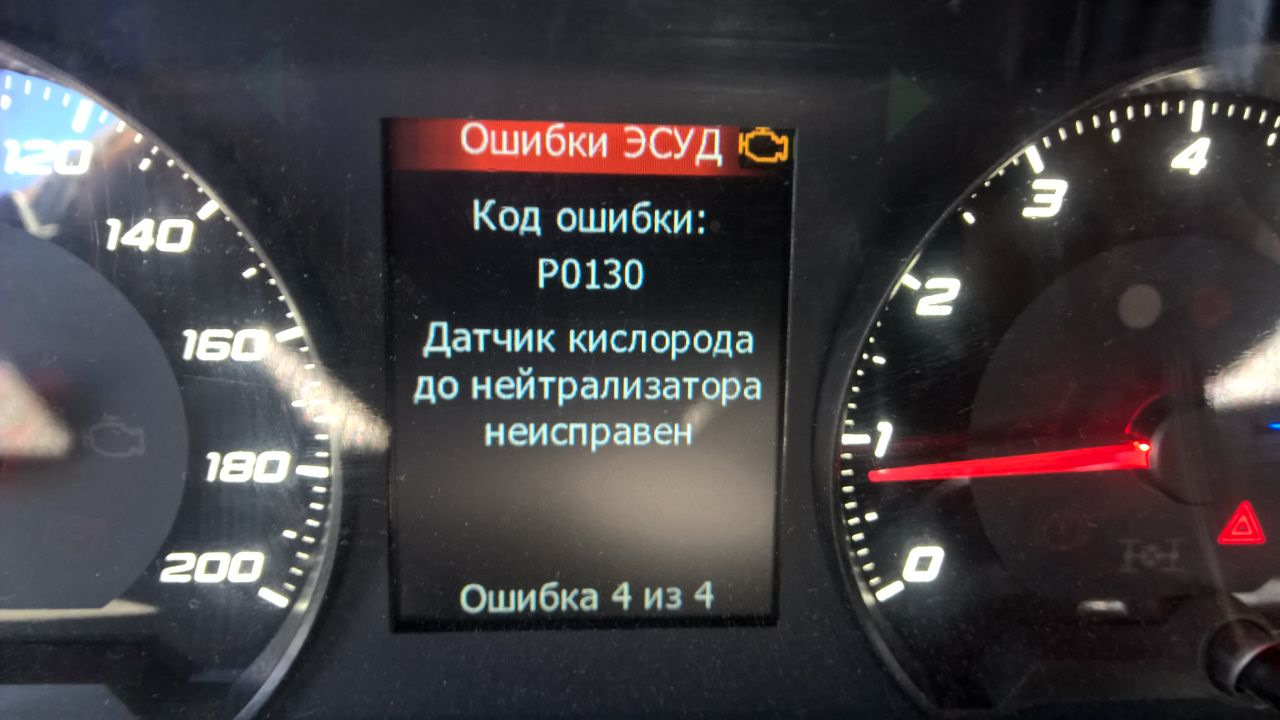 Ошибки ЭСУД
Код ошибки:
P0130
Датчик кислорода
до нейтрализатора
неисправен
Ошибка 4 из 4
120
140
160
180
200
4
3
2
1
0